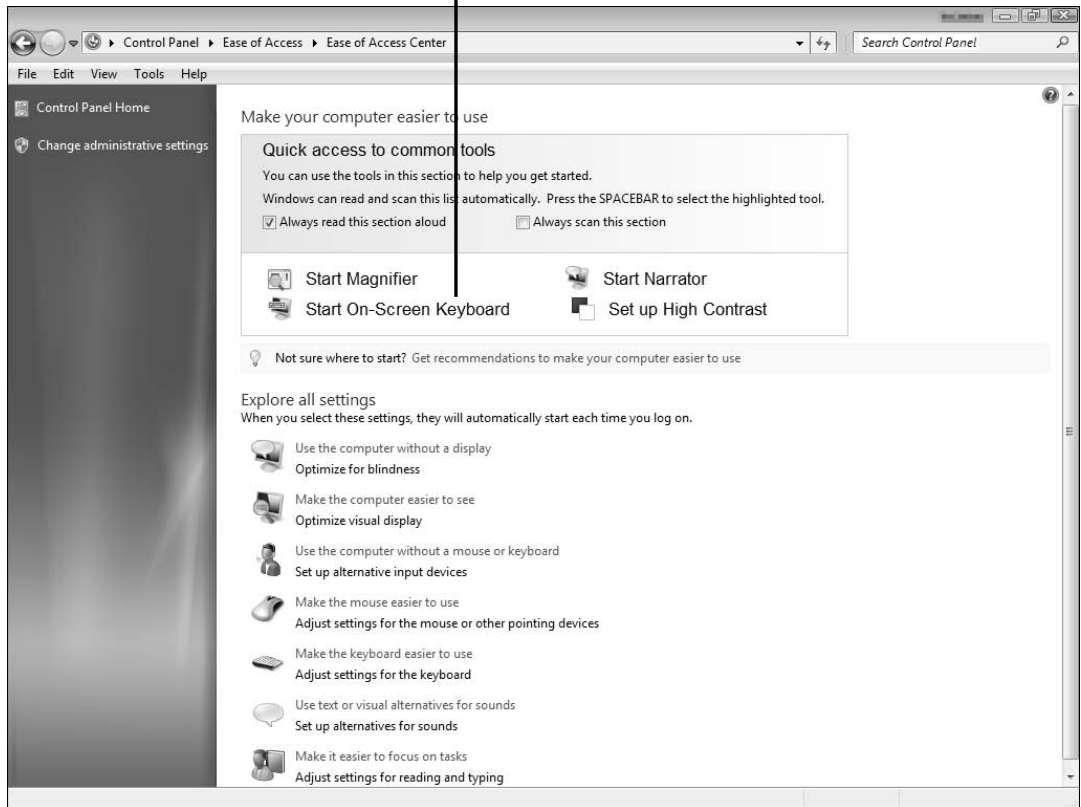 Control Panel ▸ Ease of Access ▸ Ease of Access Center
Search Control Panel
File Edit View Tools Help
Control Panel Home
Change administrative settings
Make your computer easier to use
Quick access to common tools
You can use the tools in this section to help you get started.
Windows can read and scan this list automatically. Press the SPACEBAR to select the highlighted tool.
Always read this section aloud
Always scan this section
Start Magnifier
Start Narrator
Start On-Screen Keyboard
Set up High Contrast
Not sure where to start? Get recommendations to make your computer easier to use
Explore all settings
When you select these settings, they will automatically start each time you log on.
Use the computer without a display
Optimize for blindness
Make the computer easier to see
Optimize visual display
Use the computer without a mouse or keyboard
Set up alternative input devices
Make the mouse easier to use
Adjust settings for the mouse or other pointing devices
Make the keyboard easier to use
Adjust settings for the keyboard
Use text or visual alternatives for sounds
Set up alternatives for sounds
Make it easier to focus on tasks
Adjust settings for reading and typing